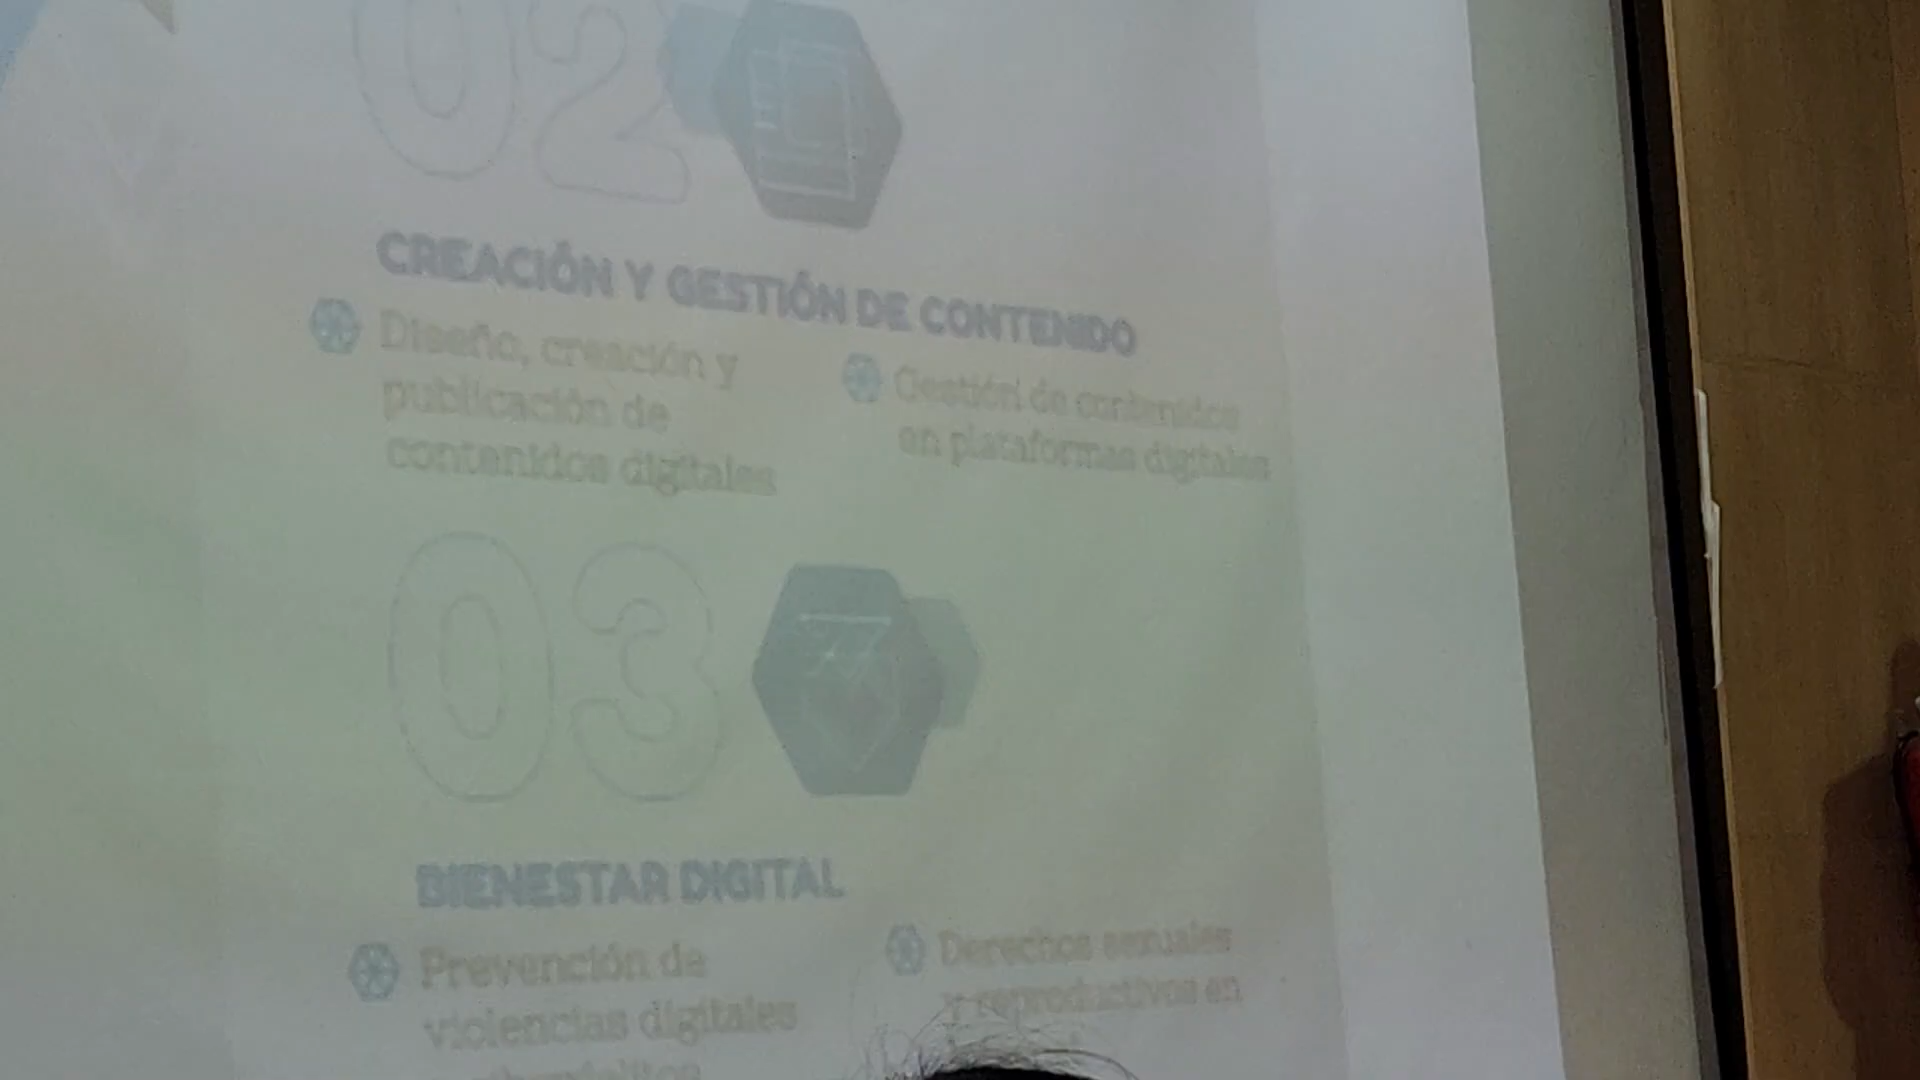 02
CREACIÓN Y GESTIÓN DE CONTENIDO
Diseño, creación y
publicación de
contenidos digitales
Gestión de contenidos
en plataformas digitales
03
BIENESTAR DIGITAL
Prevención de
violencias digitales
Derechos sexuales
y reproductivos en